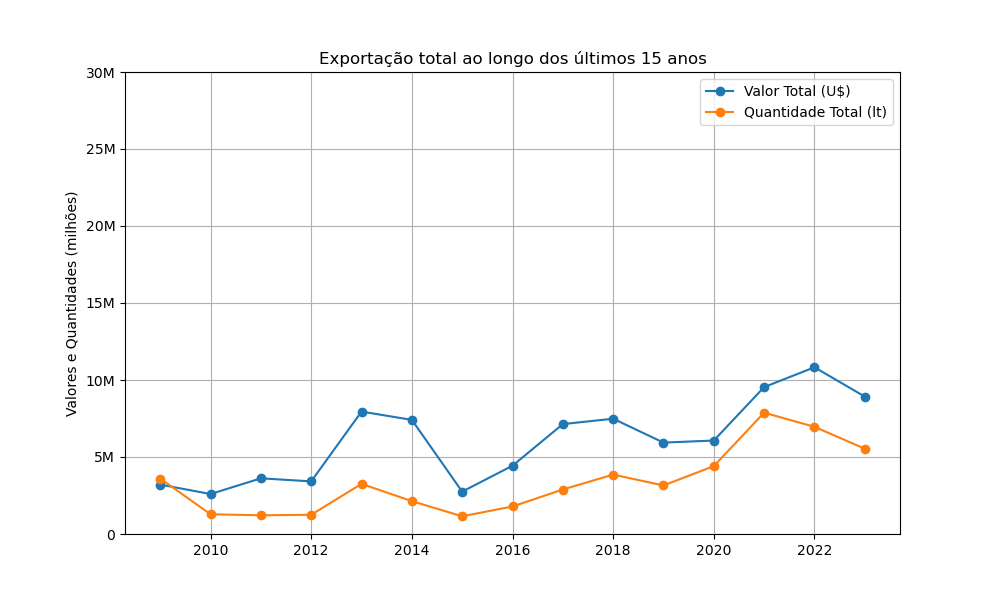 Exportação total ao longo dos últimos 15 anos
Valor Total (U$)
Quantidade Total (lt)
Valores e Quantidades (milhões)
30M
25M
20M
15M
10M
5M
0
2010 2012 2014 2016 2018 2020 2022